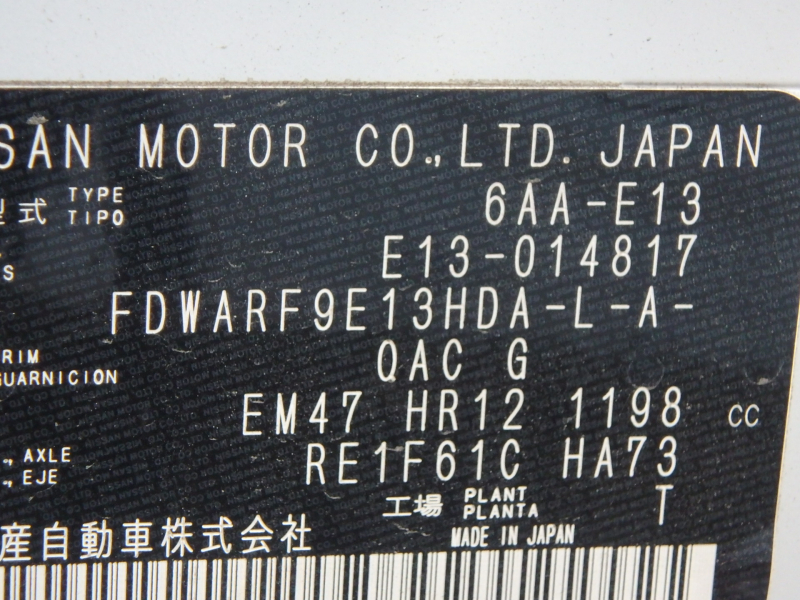 SAN MOTOR CO.,LTD. JAPAN
型式 TYPE TIPO 6AA-E13
S E13-014817
FDWARF9E13HDA-L-A-
RIM GUARNICION QAC G
EM47 HR12 1198 CC
., AXLE ., EJE RE1F61C HA73
工場 PLANT PLANTA T
産自動車株式会社 MADE IN JAPAN